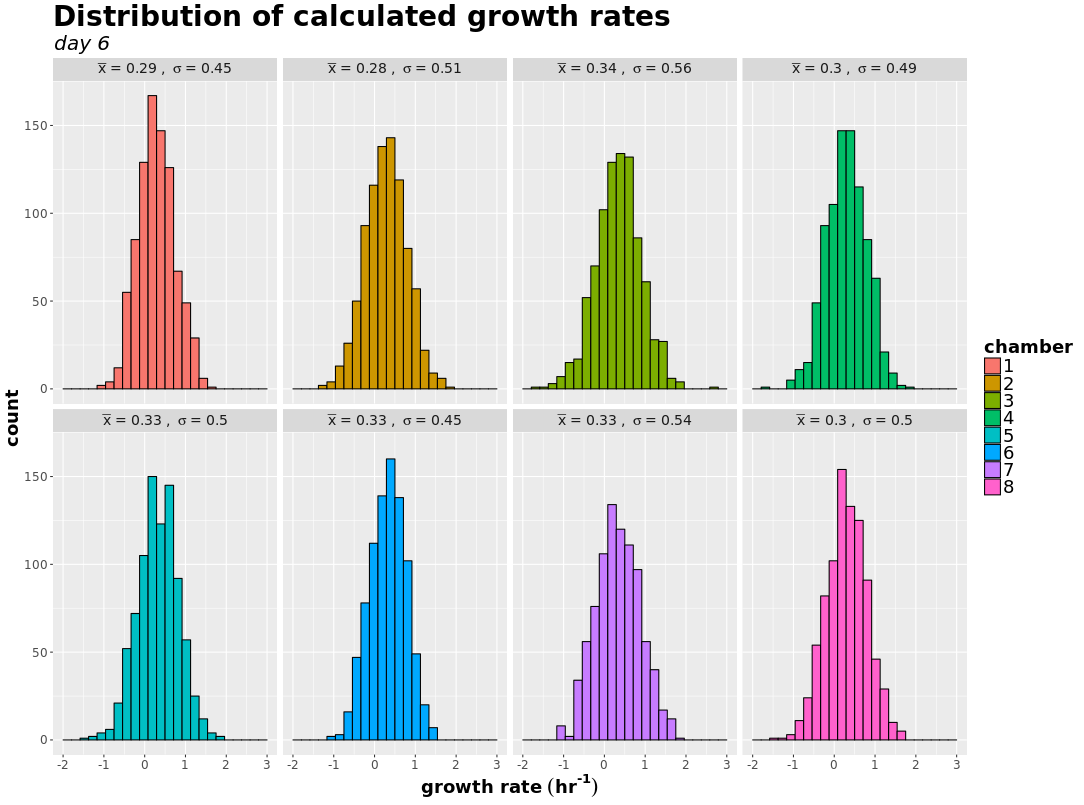 Distribution of calculated growth rates
day 6
x̅ = 0.29 , σ = 0.45
x̅ = 0.28 , σ = 0.51
x̅ = 0.34 , σ = 0.56
x̅ = 0.3 , σ = 0.49
150
100
50
0
x̅ = 0.33 , σ = 0.5
x̅ = 0.33 , σ = 0.45
x̅ = 0.33 , σ = 0.54
x̅ = 0.3 , σ = 0.5
150
100
50
0
-2 -1 0 1 2 3
-2 -1 0 1 2 3
-2 -1 0 1 2 3
-2 -1 0 1 2 3
count
growth rate (hr⁻¹)
chamber
1
2
3
4
5
6
7
8